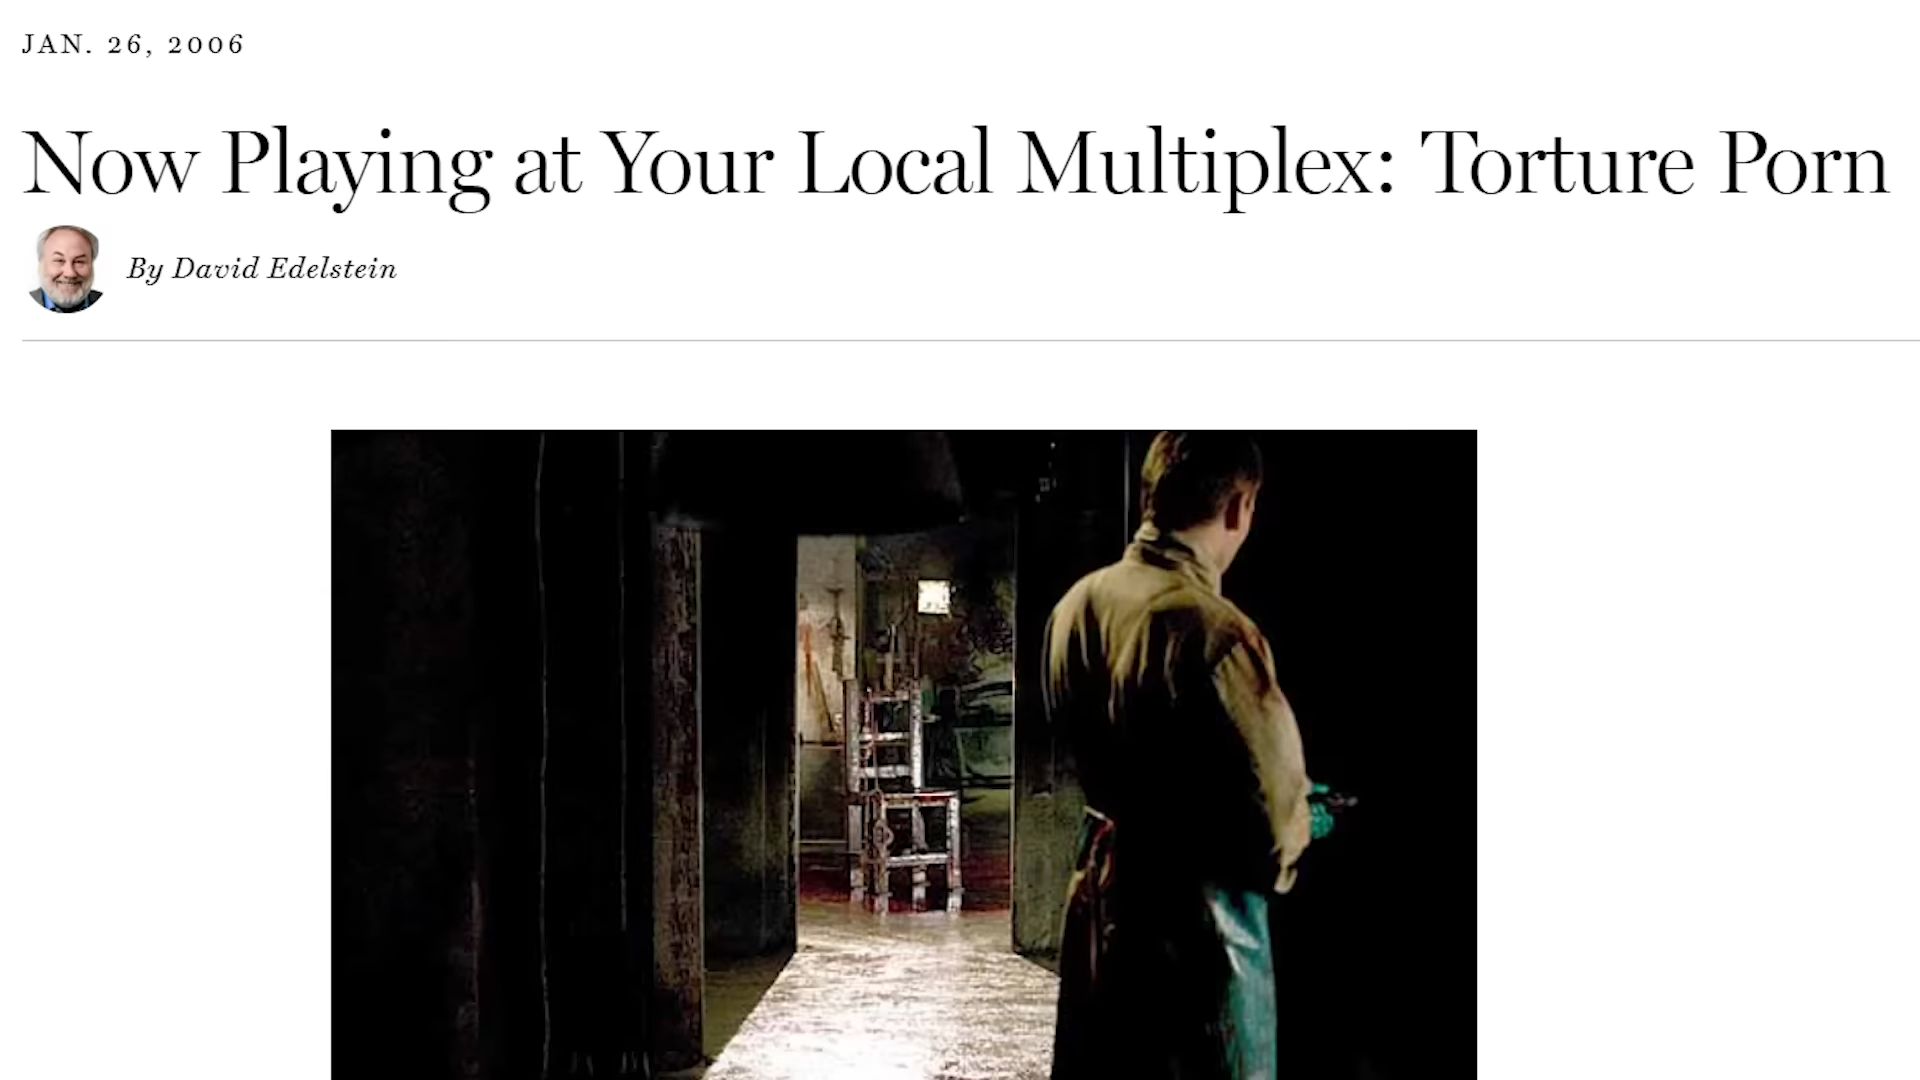 JAN. 26, 2006
Now Playing at Your Local Multiplex: Torture Porn
By David Edelstein